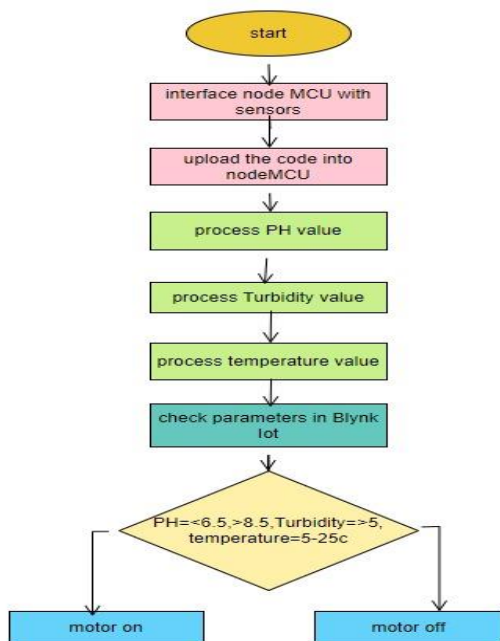 start
interface node MCU with
sensors
upload the code into
nodeMCU
process PH value
process Turbidity value
process temperature value
check parameters in Blynk
Iot
PH=<6.5,>8.5,Turbidity=>5,
temperature=5-25c
motor on
motor off